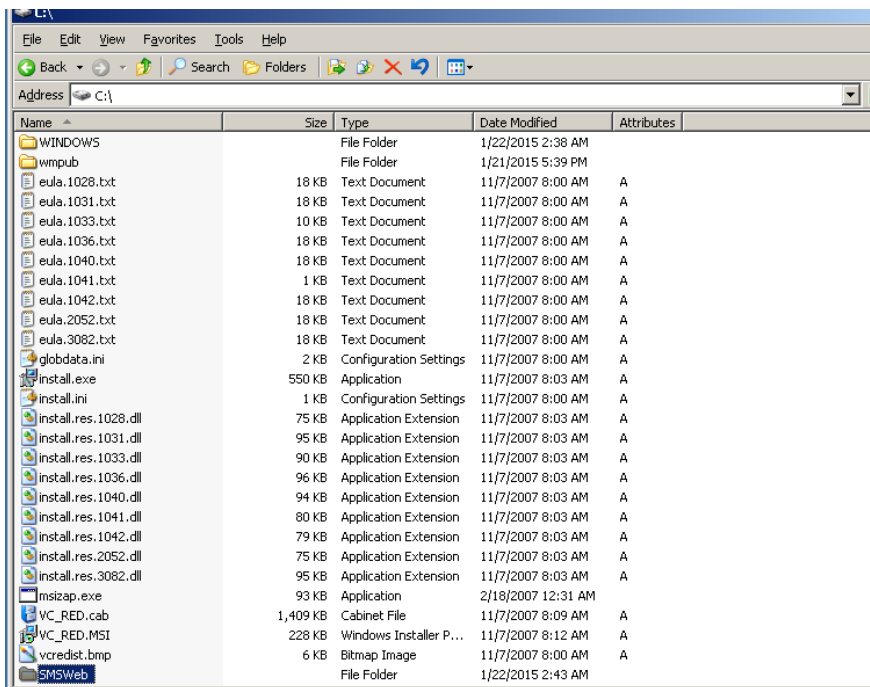 C:\
File Edit View Favorites Tools Help
Back Search Folders
Address C:\
Name Size Type Date Modified Attributes
WINDOWS File Folder 1/22/2015 2:38 AM
wmpub File Folder 1/21/2015 5:39 PM
eula.1028.txt 18 KB Text Document 11/7/2007 8:00 AM A
eula.1031.txt 18 KB Text Document 11/7/2007 8:00 AM A
eula.1033.txt 10 KB Text Document 11/7/2007 8:00 AM A
eula.1036.txt 18 KB Text Document 11/7/2007 8:00 AM A
eula.1040.txt 18 KB Text Document 11/7/2007 8:00 AM A
eula.1041.txt 1 KB Text Document 11/7/2007 8:00 AM A
eula.1042.txt 18 KB Text Document 11/7/2007 8:00 AM A
eula.2052.txt 18 KB Text Document 11/7/2007 8:00 AM A
eula.3082.txt 18 KB Text Document 11/7/2007 8:00 AM A
globdata.ini 2 KB Configuration Settings 11/7/2007 8:00 AM A
install.exe 550 KB Application 11/7/2007 8:03 AM A
install.ini 1 KB Configuration Settings 11/7/2007 8:00 AM A
install.res.1028.dll 75 KB Application Extension 11/7/2007 8:03 AM A
install.res.1031.dll 95 KB Application Extension 11/7/2007 8:03 AM A
install.res.1033.dll 90 KB Application Extension 11/7/2007 8:03 AM A
install.res.1036.dll 96 KB Application Extension 11/7/2007 8:03 AM A
install.res.1040.dll 94 KB Application Extension 11/7/2007 8:03 AM A
install.res.1041.dll 80 KB Application Extension 11/7/2007 8:03 AM A
install.res.1042.dll 79 KB Application Extension 11/7/2007 8:03 AM A
install.res.2052.dll 75 KB Application Extension 11/7/2007 8:03 AM A
install.res.3082.dll 95 KB Application Extension 11/7/2007 8:03 AM A
msizap.exe 93 KB Application 2/18/2007 12:31 AM
VC_RED.cab 1,409 KB Cabinet File 11/7/2007 8:09 AM A
VC_RED.MSI 228 KB Windows Installer P... 11/7/2007 8:12 AM A
vcredist.bmp 6 KB Bitmap Image 11/7/2007 8:00 AM A
SMSWeb File Folder 1/22/2015 2:43 AM